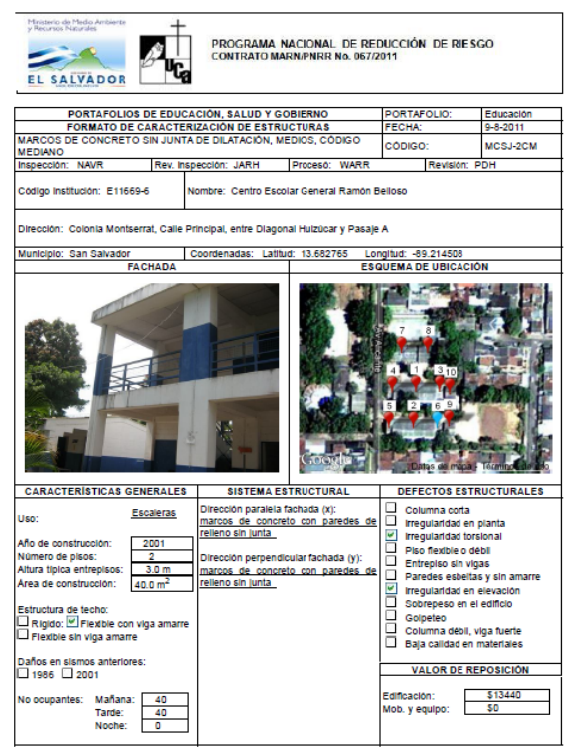 Ministerio de Medio Ambiente
y Recursos Naturales
EL SALVADOR
UCA
PROGRAMA NACIONAL DE REDUCCIÓN DE RIESGO
CONTRATO MARN/PNRR No. 067/2011
PORTAFOLIOS DE EDUCACIÓN, SALUD Y GOBIERNO
PORTAFOLIO: Educación
FORMATO DE CARACTERIZACIÓN DE ESTRUCTURAS
FECHA: 9-8-2011
MARCOS DE CONCRETO SIN JUNTA DE DILATACIÓN, MEDICS, CÓDIGO
MEDIANO
CÓDIGO: MCSJ-2CM
Inspección: NAVR Rev. Inspección: JARH Procesó: WARR Revisión: PDH
Código Institución: E11669-6 Nombre: Centro Escolar General Ramón Belloso
Dirección: Colonia Montserrat, Calle Principal, entre Diagonal Huizúcar y Pasaje A
Municipio: San Salvador Coordenadas: Latitud: 13.682765 Longitud: -89.214508
FACHADA ESQUEMA DE UBICACIÓN
7 8
4 1 3 10
5 2 6 9
Google
Datos de mapa - Términos de uso
CARACTERÍSTICAS GENERALES
Uso: Escaleras
Año de construcción: 2001
Número de pisos: 2
Altura típica entrepisos: 3.0 m
Área de construcción: 40.0 m²
Estructura de techo:
Rígido: Flexible con viga amarre
Flexible sin viga amarre
Daños en sismos anteriores:
1986 2001
No ocupantes: Mañana: 40
Tarde: 40
Noche: 0
SISTEMA ESTRUCTURAL
Dirección paralela fachada (x):
marcos de concreto con paredes de
relleno sin junta
Dirección perpendicular fachada (y):
marcos de concreto con paredes de
relleno sin junta
DEFECTOS ESTRUCTURALES
Columna corta
Irregularidad en planta
Irregularidad torsional
Piso flexible o débil
Entrepiso sin vigas
Paredes esbeltas y sin amarre
Irregularidad en elevación
Sobrepeso en el edificio
Golpeteo
Columna débil, viga fuerte
Baja calidad en materiales
VALOR DE REPOSICIÓN
Edificación: $13440
Mob. y equipo: $0